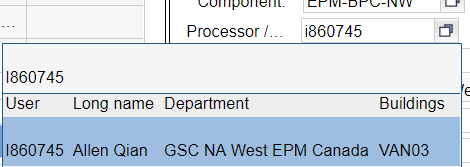 Component: EPM-BPC-NW
...
Processor /... i860745
I860745
User Long name Department Buildings
I860745 Allen Qian GSC NA West EPM Canada VAN03